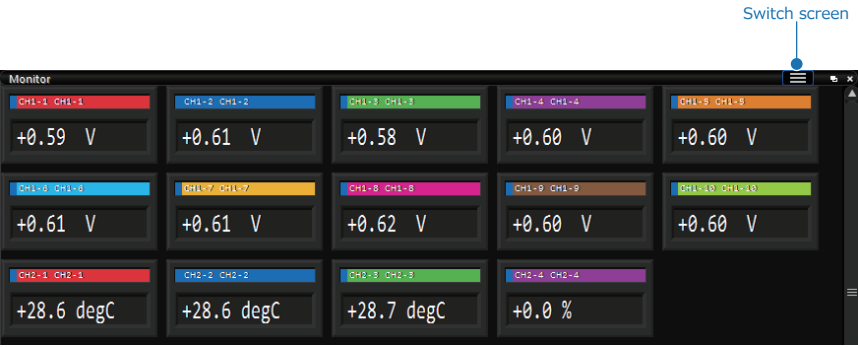 Switch screen
Monitor
CH1-1 CH1-1 CH1-2 CH1-2 CH1-3 CH1-3 CH1-4 CH1-4 CH1-5 CH1-5
+0.59 V +0.61 V +0.58 V +0.60 V +0.60 V
CH1-6 CH1-6 CH1-7 CH1-7 CH1-8 CH1-8 CH1-9 CH1-9 CH1-10 CH1-10
+0.61 V +0.61 V +0.62 V +0.60 V +0.60 V
CH2-1 CH2-1 CH2-2 CH2-2 CH2-3 CH2-3 CH2-4 CH2-4
+28.6 degC +28.6 degC +28.7 degC +0.0 %